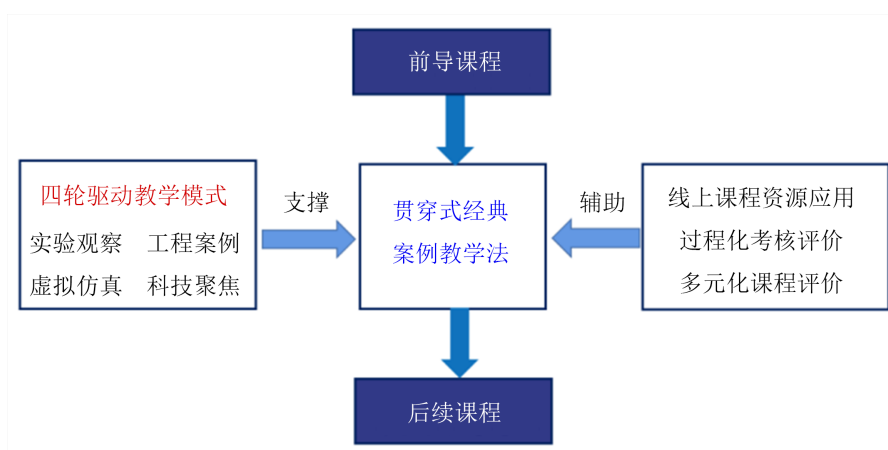 前导课程
四轮驱动教学模式
实验观察 工程案例
虚拟仿真 科技聚焦
支撑
贯穿式经典
案例教学法
辅助
线上课程资源应用
过程化考核评价
多元化课程评价
后续课程